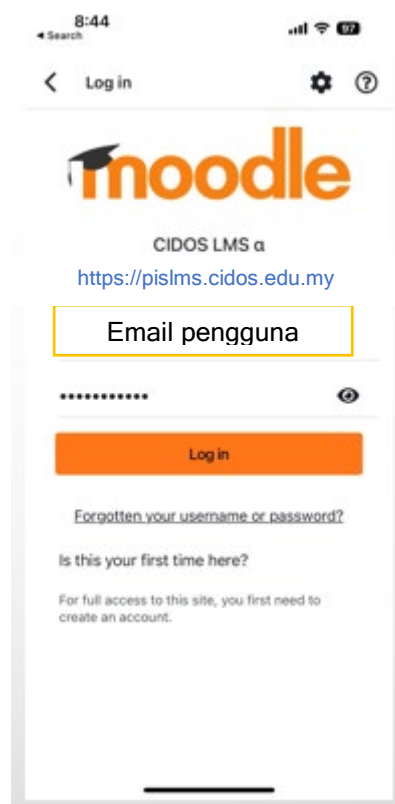 8:44
◀ Search
97
Log in
moodle
CIDOS LMS α
https://pislms.cidos.edu.my
Email pengguna
•••••••••••
Log in
Forgotten your username or password?
Is this your first time here?
For full access to this site, you first need to
create an account.